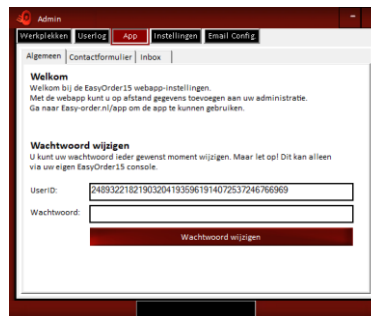 Admin
Werkplekken Userlog App Instellingen Email Config.
Algemeen Contactformulier Inbox
Welkom
Welkom bij de EasyOrder15 webapp-instellingen.
Met de webapp kunt u op afstand gegevens toevoegen aan uw administratie.
Ga naar Easy-order.nl/app om de app te kunnen gebruiken.
Wachtwoord wijzigen
U kunt uw wachtwoord ieder gewenst moment wijzigen. Maar let op! Dit kan alleen
via uw eigen EasyOrder15 console.
UserID: 24893221821903204193596191407253724676696​9
Wachtwoord:
Wachtwoord wijzigen